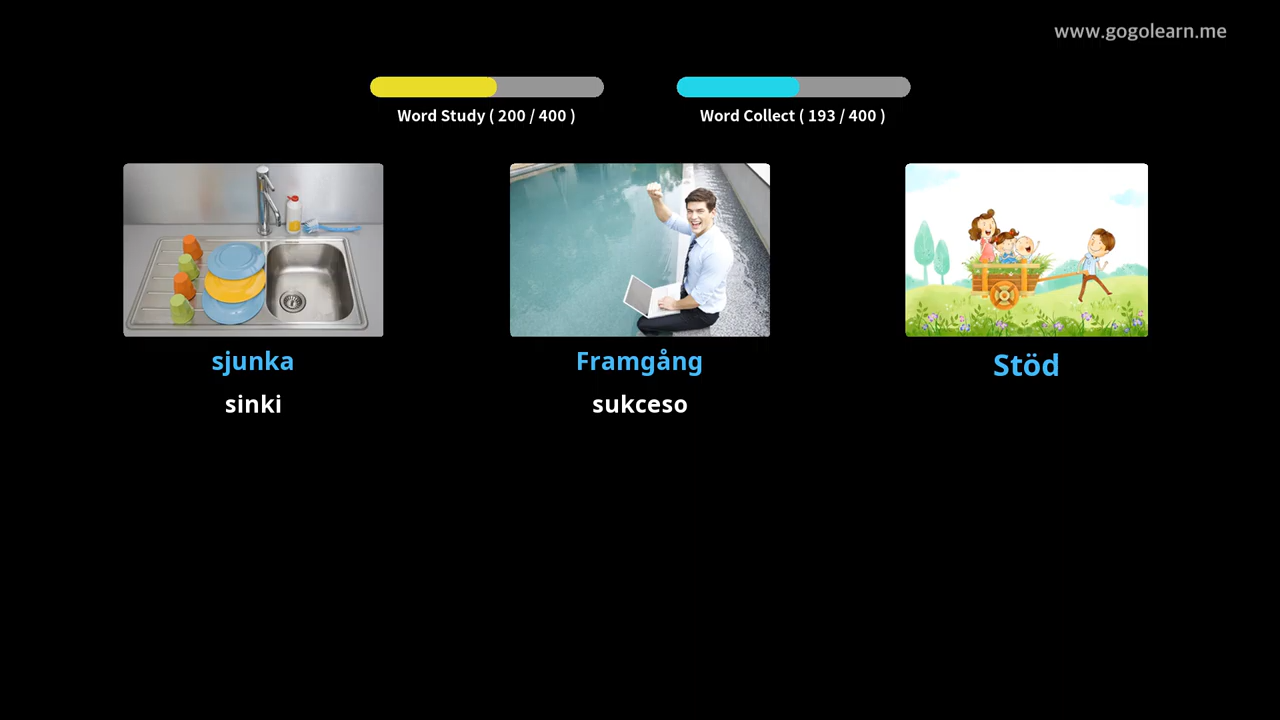 www.gogolearn.me
Word Study ( 200 / 400 )
Word Collect ( 193 / 400 )
sjunka
Framgång
Stöd
sinki
sukceso